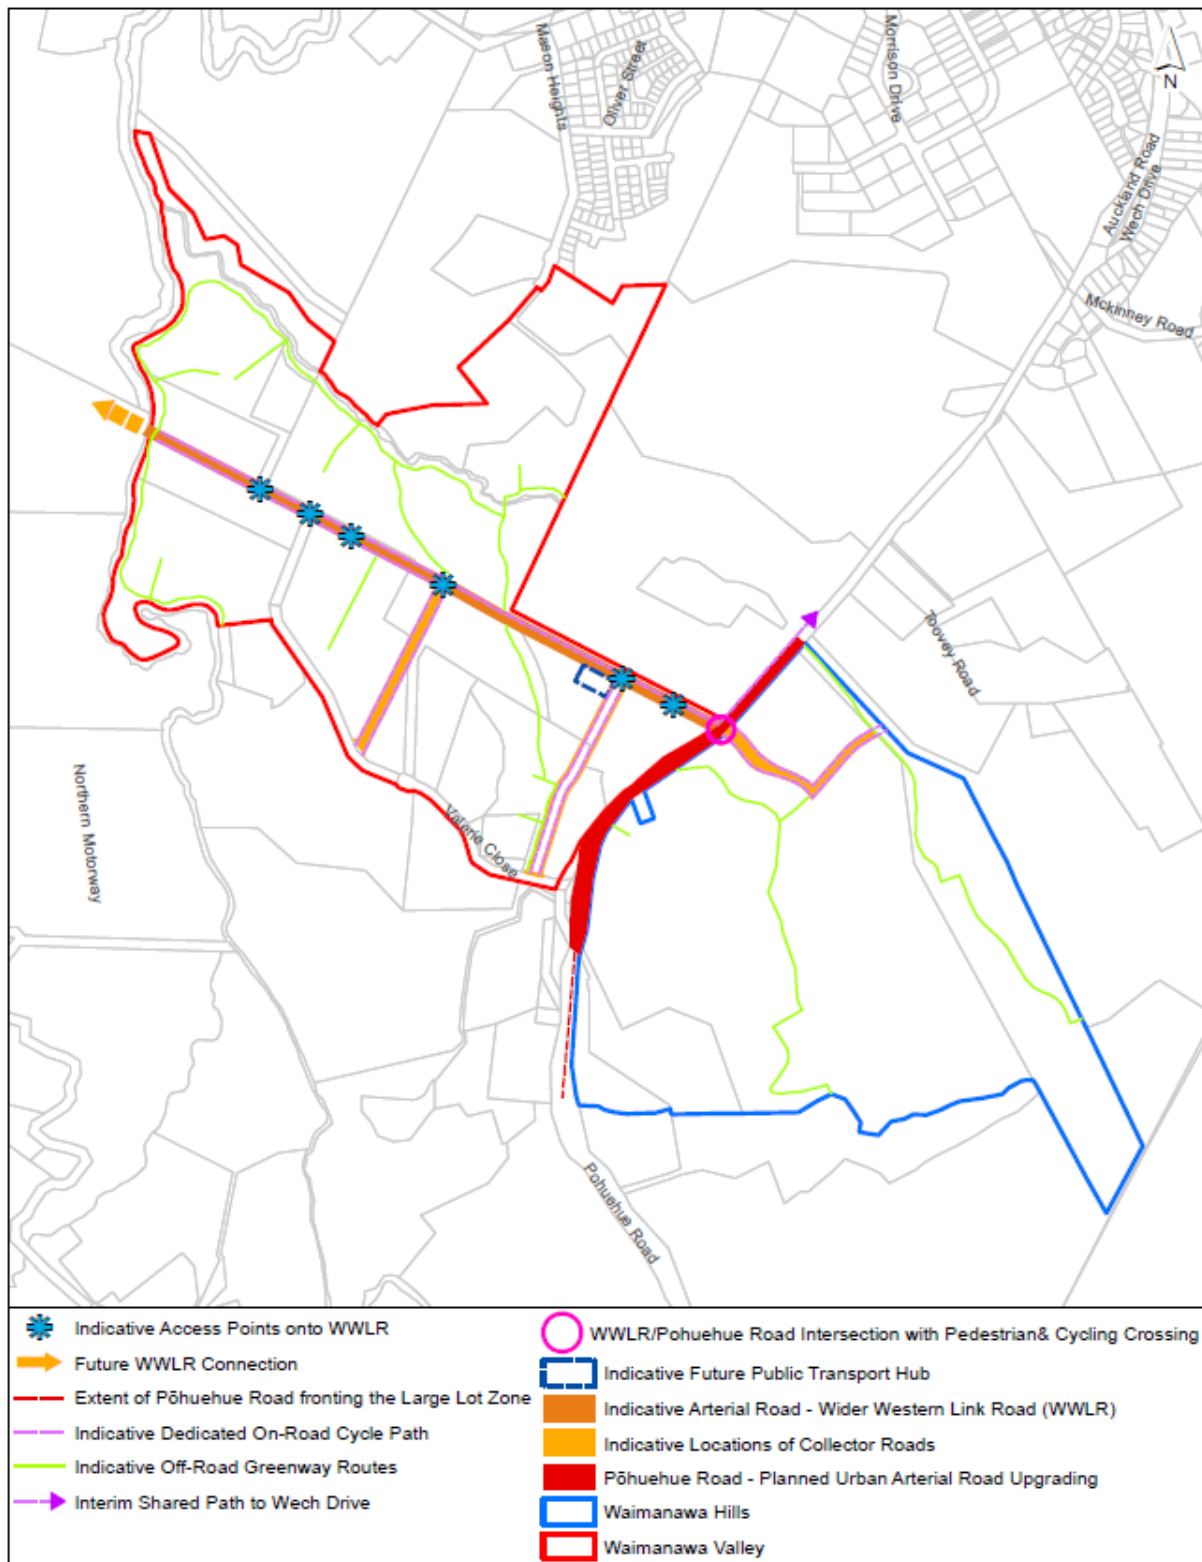 Mason Heights
Oliver Street
Morrison Drive
N
Auckland Road
Wech Drive
Mckinney Road
Toovey Road
Northern Motorway
Valerie Close
Pohuehue Road
Indicative Access Points onto WWLR
Future WWLR Connection
Extent of Pōhuehue Road fronting the Large Lot Zone
Indicative Dedicated On-Road Cycle Path
Indicative Off-Road Greenway Routes
Interim Shared Path to Wech Drive
WWLR/Pohuehue Road Intersection with Pedestrian& Cycling Crossing
Indicative Future Public Transport Hub
Indicative Arterial Road - Wider Western Link Road (WWLR)
Indicative Locations of Collector Roads
Pōhuehue Road - Planned Urban Arterial Road Upgrading
Waimanawa Hills
Waimanawa Valley